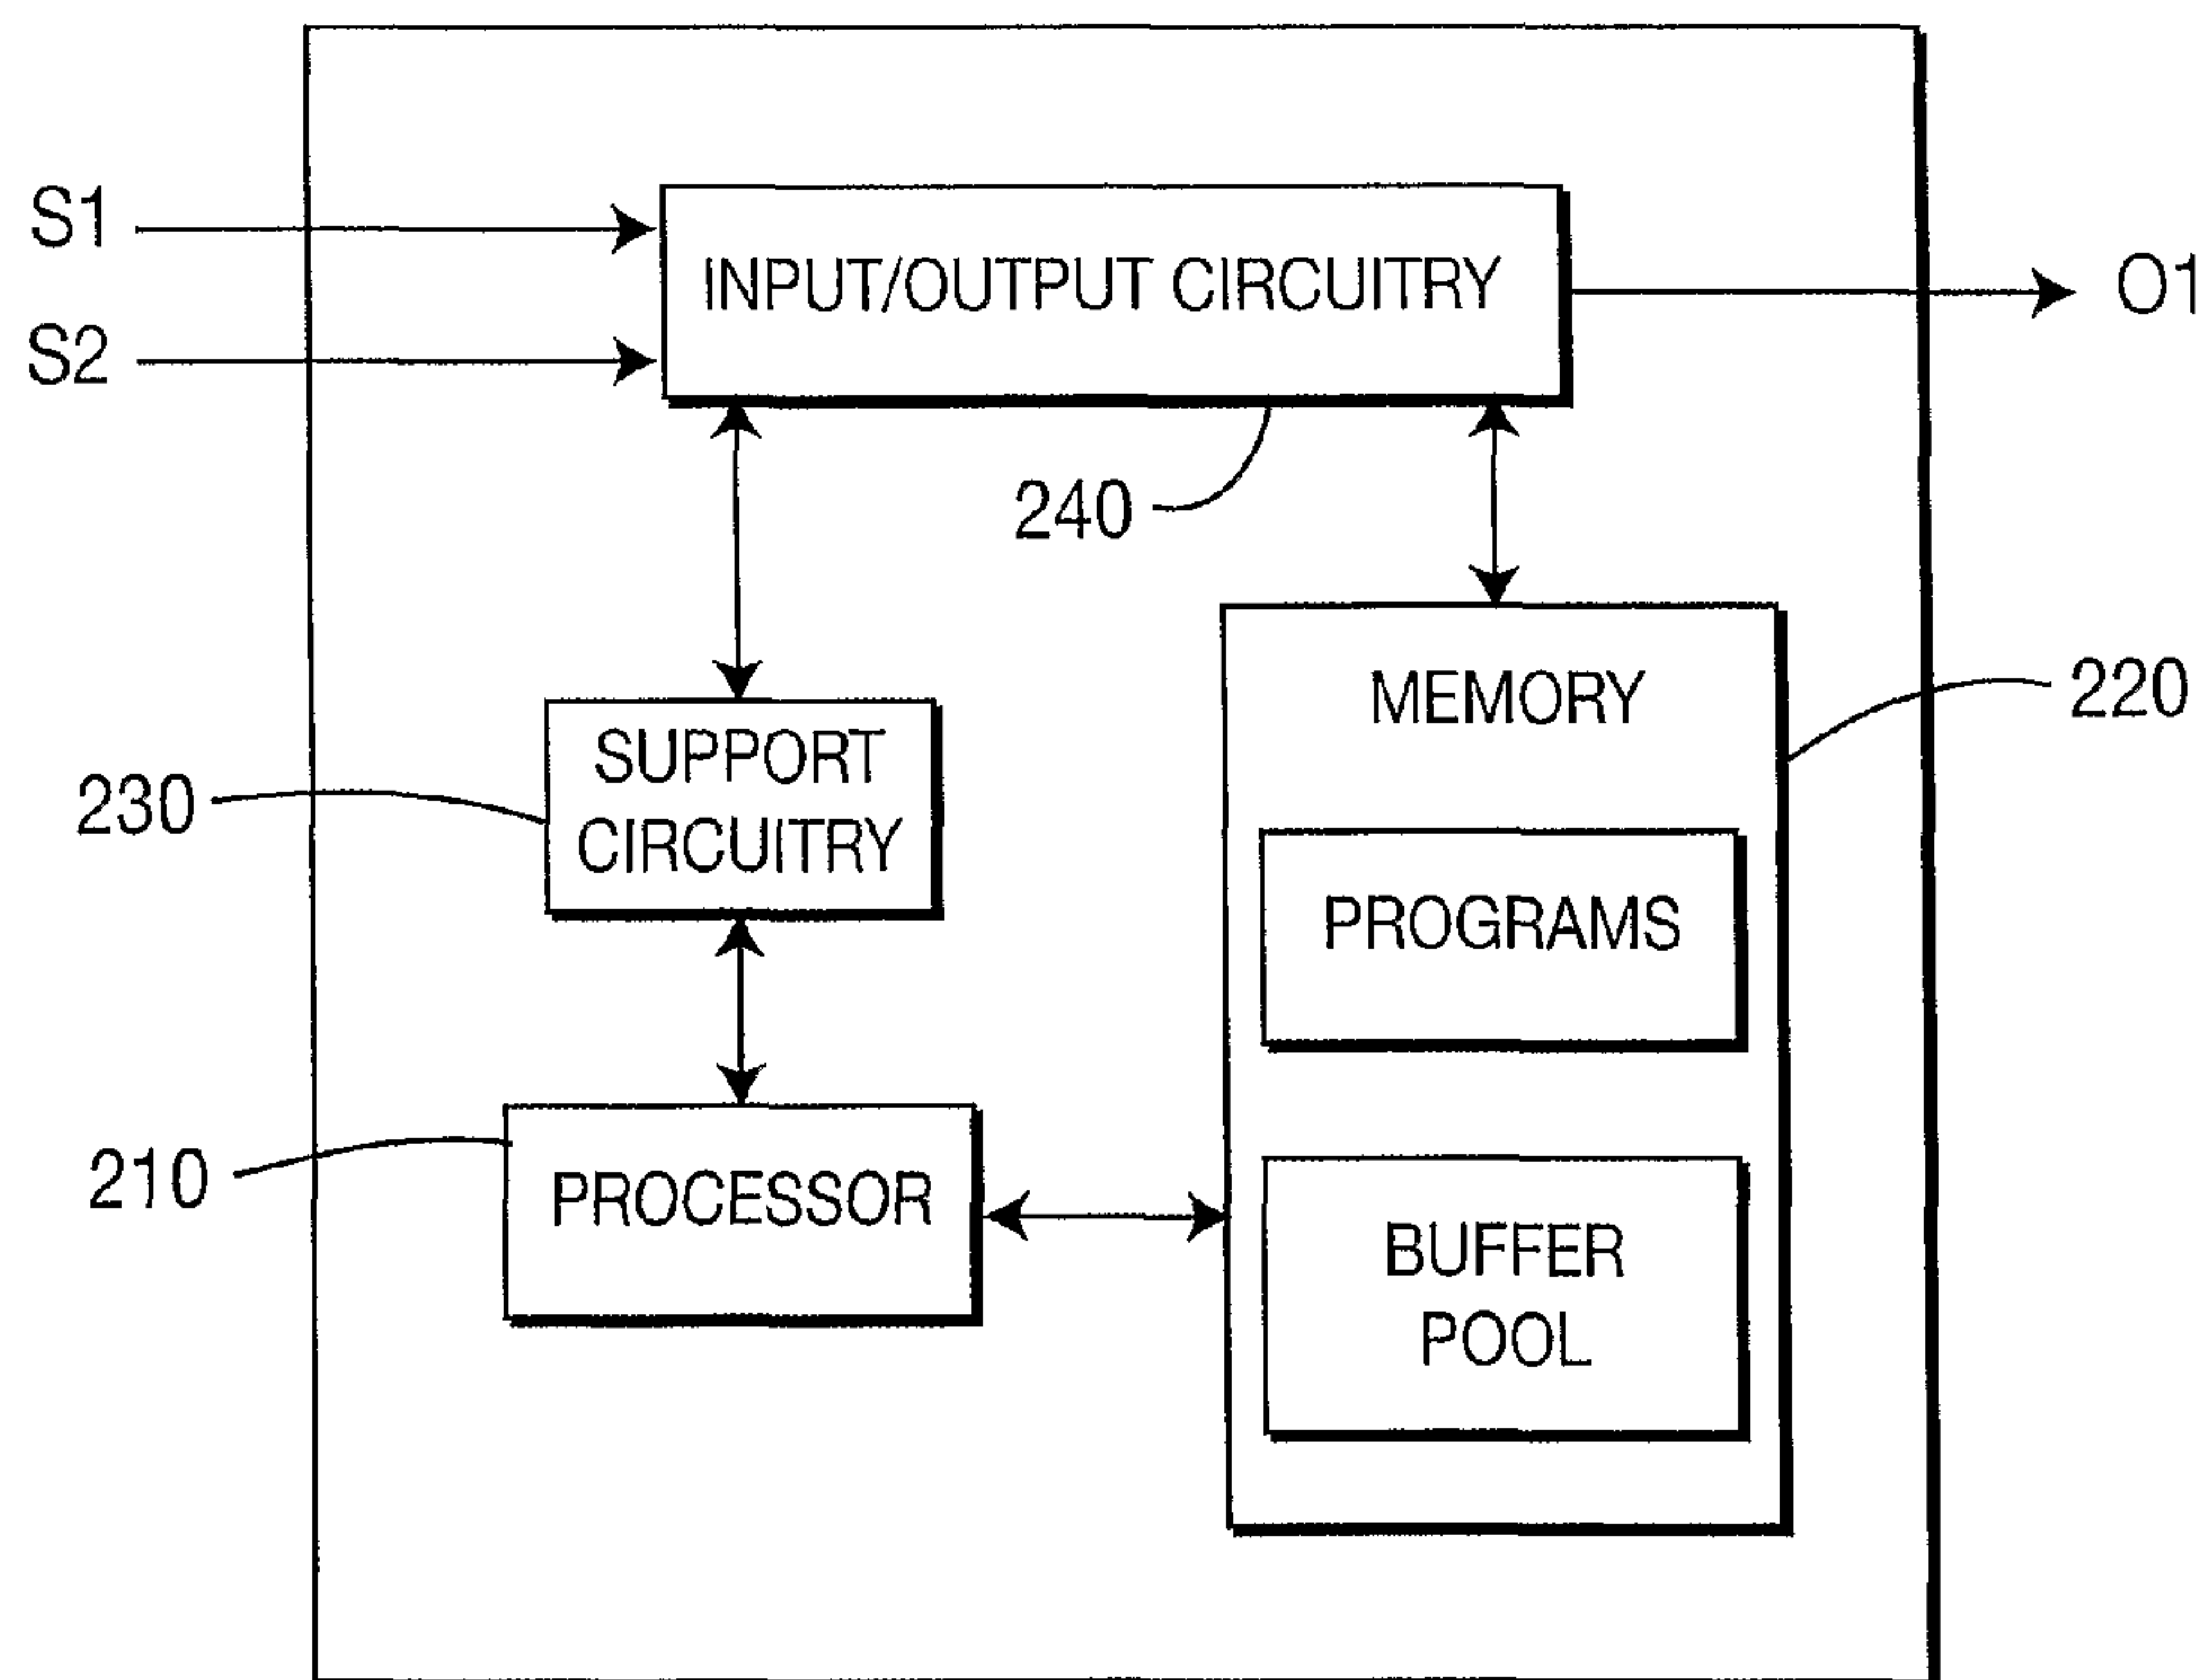 S1
INPUT/OUTPUT CIRCUITRY
O1
S2
240
MEMORY
220
SUPPORT
CIRCUITRY
230
PROGRAMS
210
PROCESSOR
BUFFER
POOL